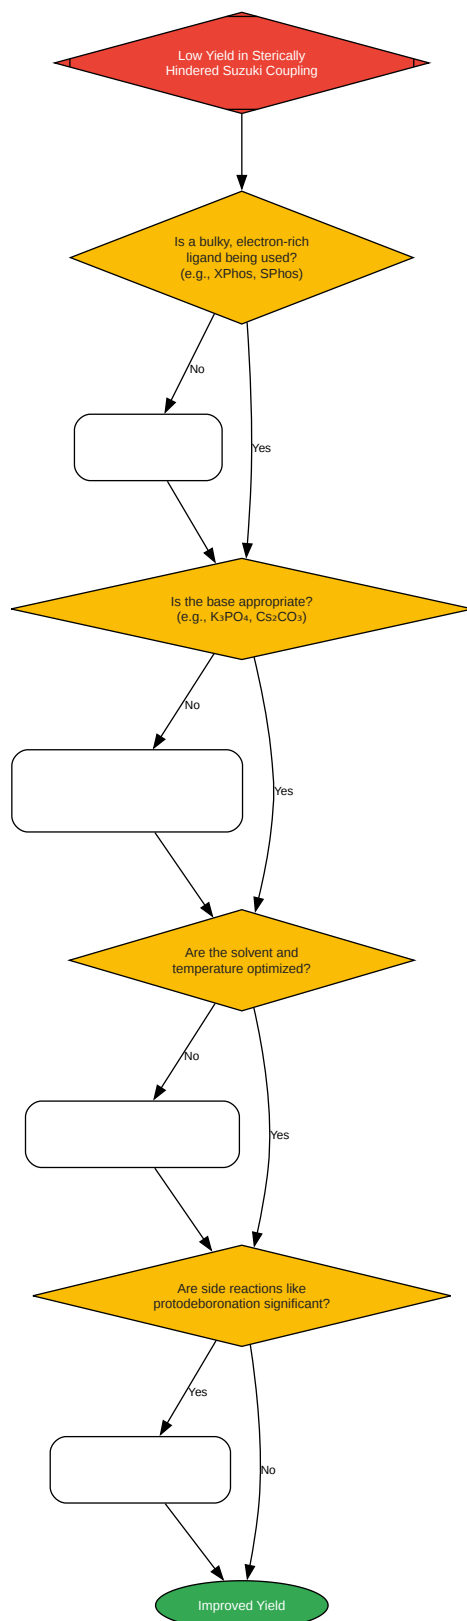 Low Yield in Sterically
Hindered Suzuki Coupling
Is a bulky, electron-rich
ligand being used?
(e.g., XPhos, SPhos)
No
Yes
Is the base appropriate?
(e.g., K₃PO₄, Cs₂CO₃)
No
Yes
Are the solvent and
temperature optimized?
No
Yes
Are side reactions like
protodeboronation significant?
Yes
No
Improved Yield